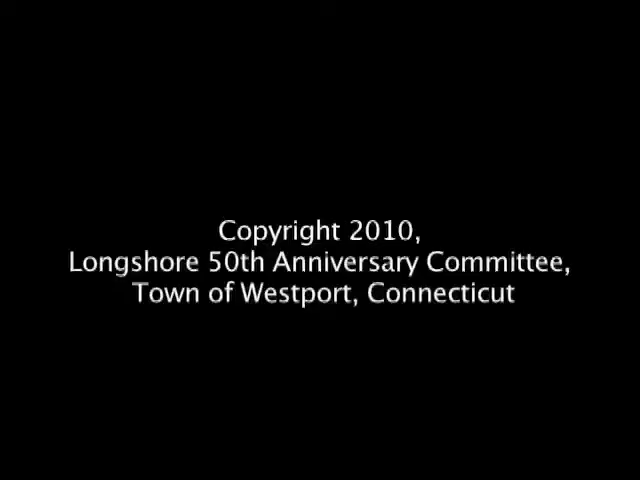 Copyright 2010,
Longshore 50th Anniversary Committee,
Town of Westport, Connecticut